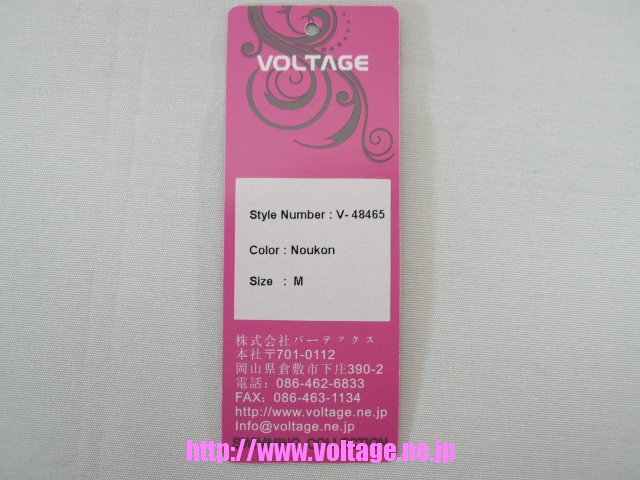 VOLTAGE
Style Number : V- 48465
Color : Noukon
Size : M
株式会社バーテックス
本社〒701-0112
岡山県倉敷市下庄390-2
電話：086-462-6833
FAX：086-463-1134
http://www.voltage.ne.jp
Info@voltage.ne.jp
COLLECTION
http://www.voltage.ne.jp